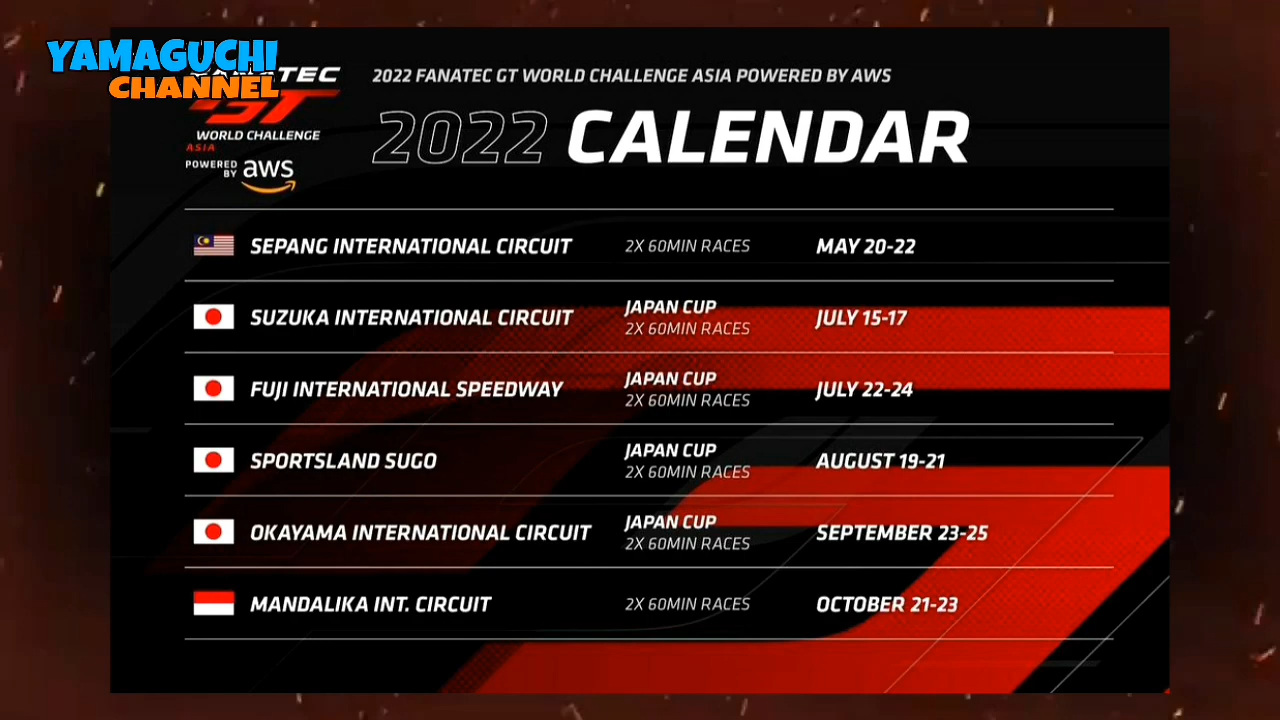 YAMAGUCHI
CHANNEL
TEC
GT
WORLD CHALLENGE
ASIA
POWERED
BY aws
2022 FANATEC GT WORLD CHALLENGE ASIA POWERED BY AWS
2022 CALENDAR
SEPANG INTERNATIONAL CIRCUIT 2X 60MIN RACES MAY 20-22
SUZUKA INTERNATIONAL CIRCUIT JAPAN CUP 2X 60MIN RACES JULY 15-17
FUJI INTERNATIONAL SPEEDWAY JAPAN CUP 2X 60MIN RACES JULY 22-24
SPORTSLAND SUGO JAPAN CUP 2X 60MIN RACES AUGUST 19-21
OKAYAMA INTERNATIONAL CIRCUIT JAPAN CUP 2X 60MIN RACES SEPTEMBER 23-25
MANDALIKA INT. CIRCUIT 2X 60MIN RACES OCTOBER 21-23